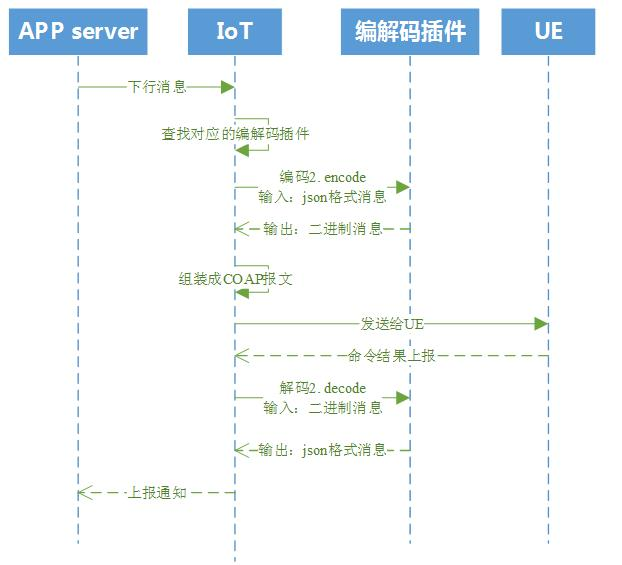 APP server
IoT
编解码插件
UE
下行消息
查找对应的编解码插件
编码2. encode
输入：json格式消息
输出：二进制消息
组装成COAP报文
发送给UE
命令结果上报
解码2. decode
输入：二进制消息
输出：json格式消息
上报通知